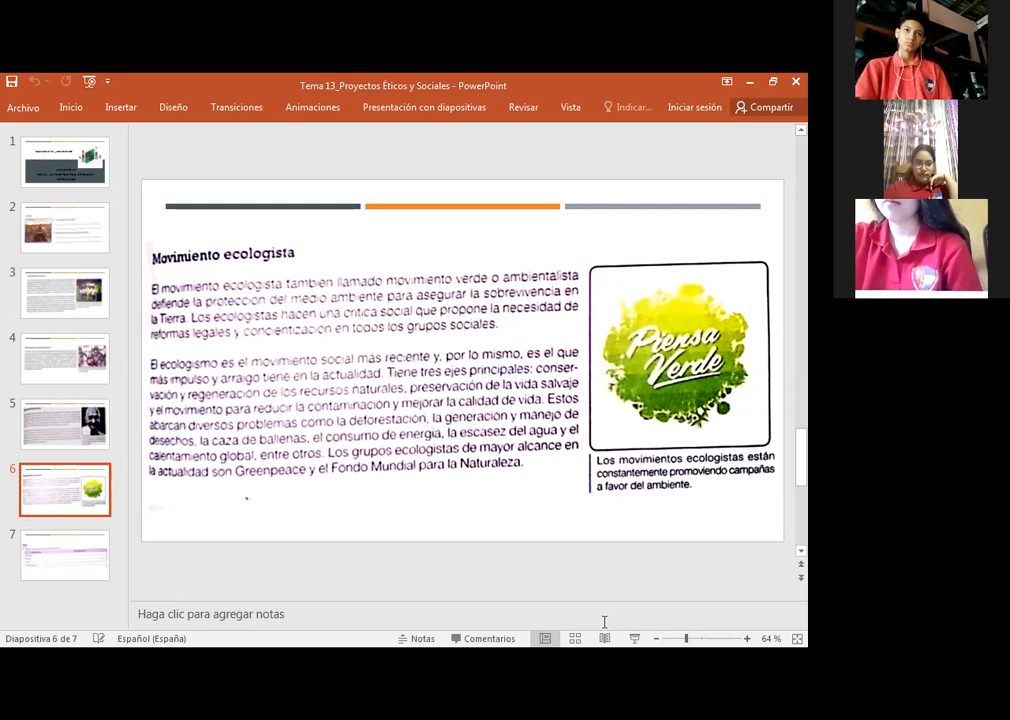 Tema 13_Proyectos Éticos y Sociales - PowerPoint
Archivo Inicio Insertar Diseño Transiciones Animaciones Presentación con diapositivas Revisar Vista Indicar... Iniciar sesión Compartir
1
2
3
4
5
6
7
Movimiento ecologista
El movimiento ecologista también llamado movimiento verde o ambientalista
defiende la protección del medio ambiente para asegurar la sobrevivencia en
la Tierra. Los ecologistas hacen una crítica social que propone la necesidad de
reformas legales y concientización en todos los grupos sociales.
El ecologismo es el movimiento social más reciente y, por lo mismo, es el que
más impulso y arraigo tiene en la actualidad. Tiene tres ejes principales: conser-
vación y regeneración de los recursos naturales, preservación de la vida salvaje
y el movimiento para reducir la contaminación y mejorar la calidad de vida. Estos
abarcan diversos problemas como la deforestación, la generación y manejo de
desechos, la caza de ballenas, el consumo de energía, la escasez del agua y el
calentamiento global, entre otros. Los grupos ecologistas de mayor alcance en
la actualidad son Greenpeace y el Fondo Mundial para la Naturaleza.
Piensa
Verde
Los movimientos ecologistas están
constantemente promoviendo campañas
a favor del ambiente.
Haga clic para agregar notas
Diapositiva 6 de 7 Español (España) Notas Comentarios 64 %